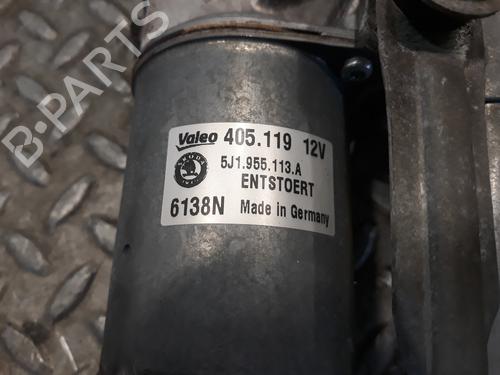 B-PARTS
Valeo 405.119 12V
5J1.955.113.A
ENTSTOERT
6138N Made in Germany